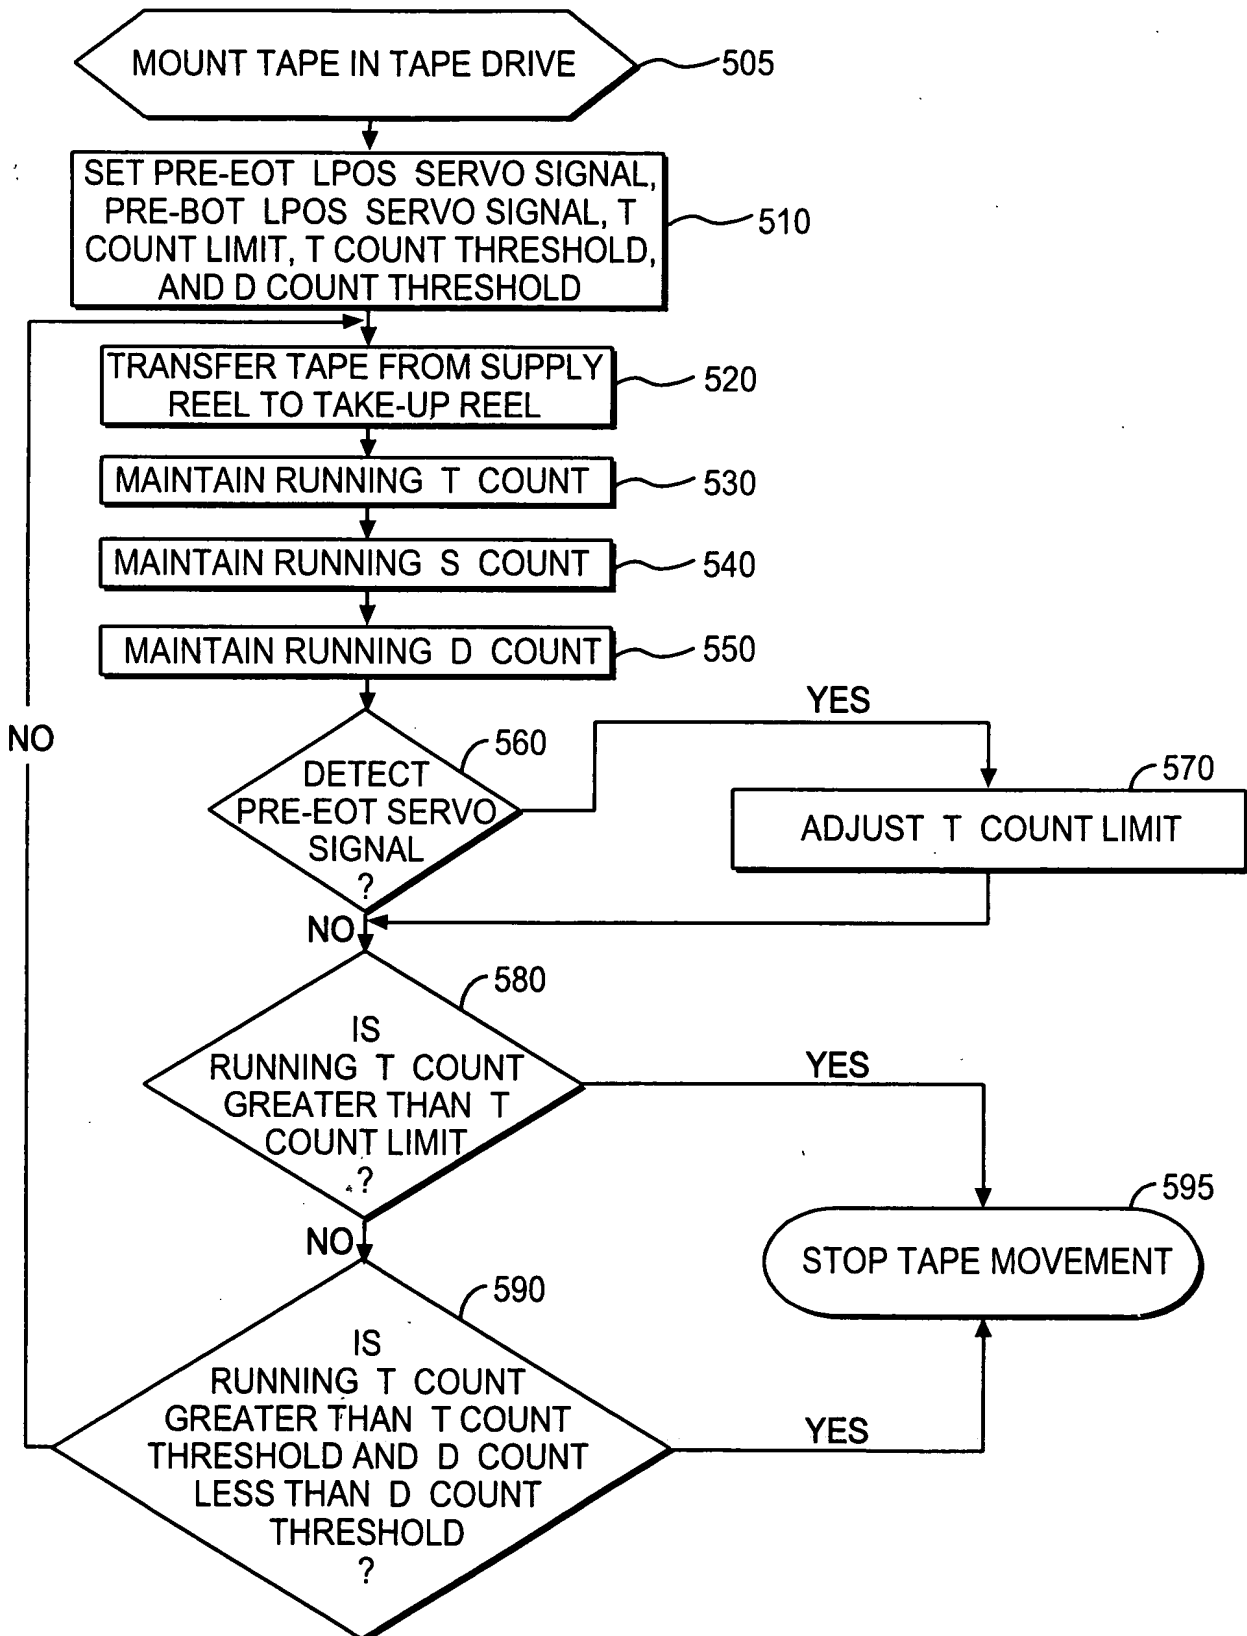 MOUNT TAPE IN TAPE DRIVE
505
SET PRE-EOT LPOS SERVO SIGNAL,
PRE-BOT LPOS SERVO SIGNAL, T
COUNT LIMIT, T COUNT THRESHOLD,
AND D COUNT THRESHOLD
510
TRANSFER TAPE FROM SUPPLY
REEL TO TAKE-UP REEL
520
MAINTAIN RUNNING T COUNT
530
MAINTAIN RUNNING S COUNT
540
MAINTAIN RUNNING D COUNT
550
NO
DETECT
PRE-EOT SERVO
SIGNAL
?
560
YES
ADJUST T COUNT LIMIT
570
NO
IS
RUNNING T COUNT
GREATER THAN T
COUNT LIMIT
?
580
YES
STOP TAPE MOVEMENT
595
NO
IS
RUNNING T COUNT
GREATER THAN T COUNT
THRESHOLD AND D COUNT
LESS THAN D COUNT
THRESHOLD
?
590
YES